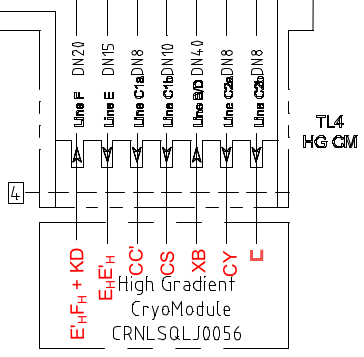 DN20
DN15
DN8
DN10
DN40
DN8
DN8
Line F
Line E
Line C1a
Line C1b
Line B/D
Line C2a
Line C2b
TL4
HG CM
4
E'HFH + KD
EHE'H
CC'
CS
XB
CY
High Gradient
CryoModule
CRNLSQLJ0056